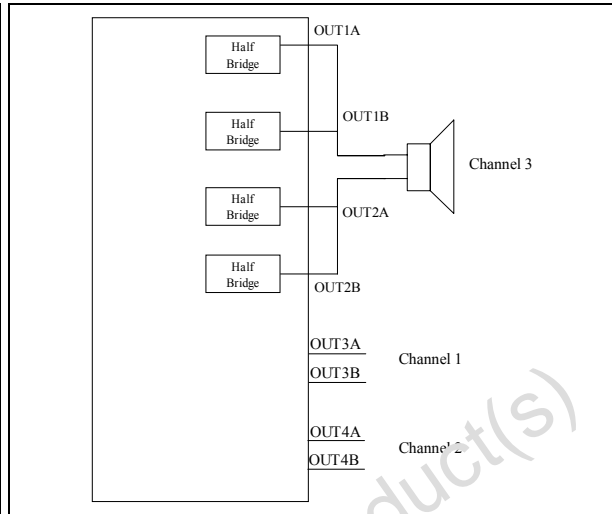 OUT1A
Half
Bridge
OUT1B
Half
Bridge
Channel 3
Half
Bridge
OUT2A
Half
Bridge
OUT2B
OUT3A
Channel 1
OUT3B
OUT4A
Channel 2
OUT4B
duct(s)